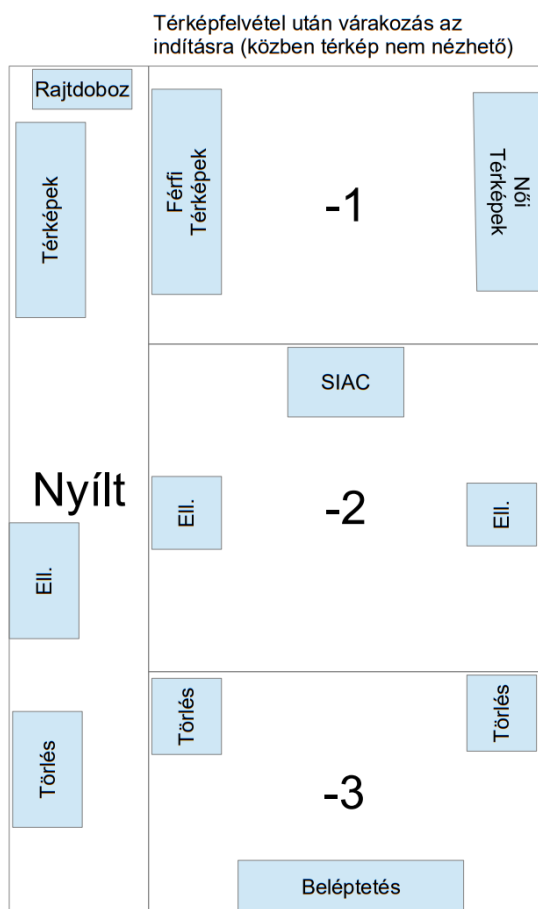 Térképfelvétel után várakozás az
indításra (közben térkép nem nézhető)
Rajtdoboz
Térképek
Férfi
Térképek
-1
Női
Térképek
SIAC
Nyílt
Ell.
-2
Ell.
Ell.
Törlés
Törlés
Törlés
-3
Beléptetés